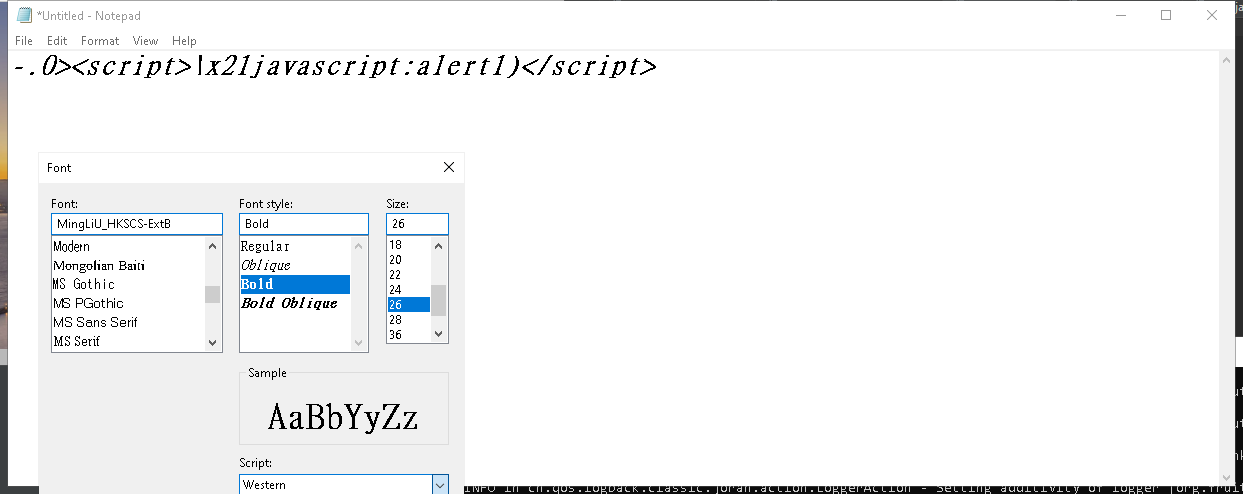 *Untitled - Notepad
File Edit Format View Help
-.0><script>\x21javascript:alert1)</script>
Font
Font: Font style: Size:
MingLiU_HKSCS-ExtB Bold 26
Modern Regular 18
Mongolian Baiti Oblique 20
MS Gothic Bold 22
MS PGothic Bold Oblique 24
MS Sans Serif 26
MS Serif 28
36
Sample
AaBbYyZz
Script:
Western
INFO in ch.qos.logback.classic.joran.action.LoggerAction - Setting additivity of logger